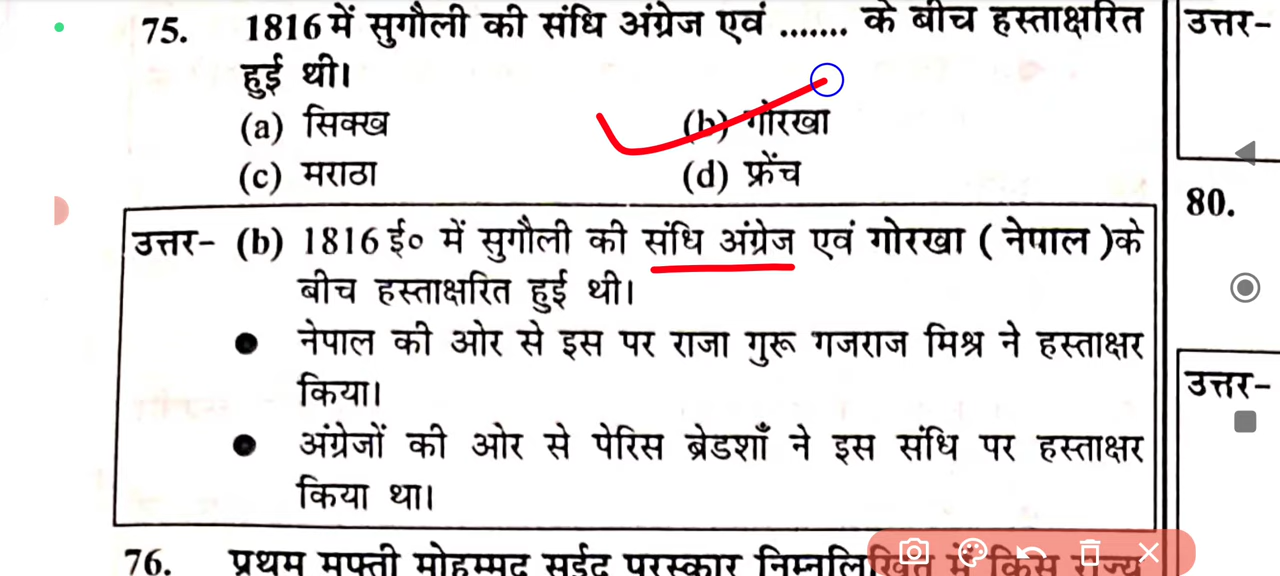 75. 1816 में सुगौली की संधि अंग्रेज एवं ....... के बीच हस्ताक्षरित
हुई थी।
(a) सिक्ख (b) गोरखा
(c) मराठा (d) फ्रेंच
उत्तर- (b) 1816 ई० में सुगौली की संधि अंग्रेज एवं गोरखा ( नेपाल )के
बीच हस्ताक्षरित हुई थी।
● नेपाल की ओर से इस पर राजा गुरू गजराज मिश्र ने हस्ताक्षर
किया।
● अंग्रेजों की ओर से पेरिस ब्रेडशाँ ने इस संधि पर हस्ताक्षर
किया था।
76. प्रथम मुफ्ती मोहम्मद सईद पुरस्कार निम्नलिखित में किस राज्य
उत्तर-
80.
उत्तर-